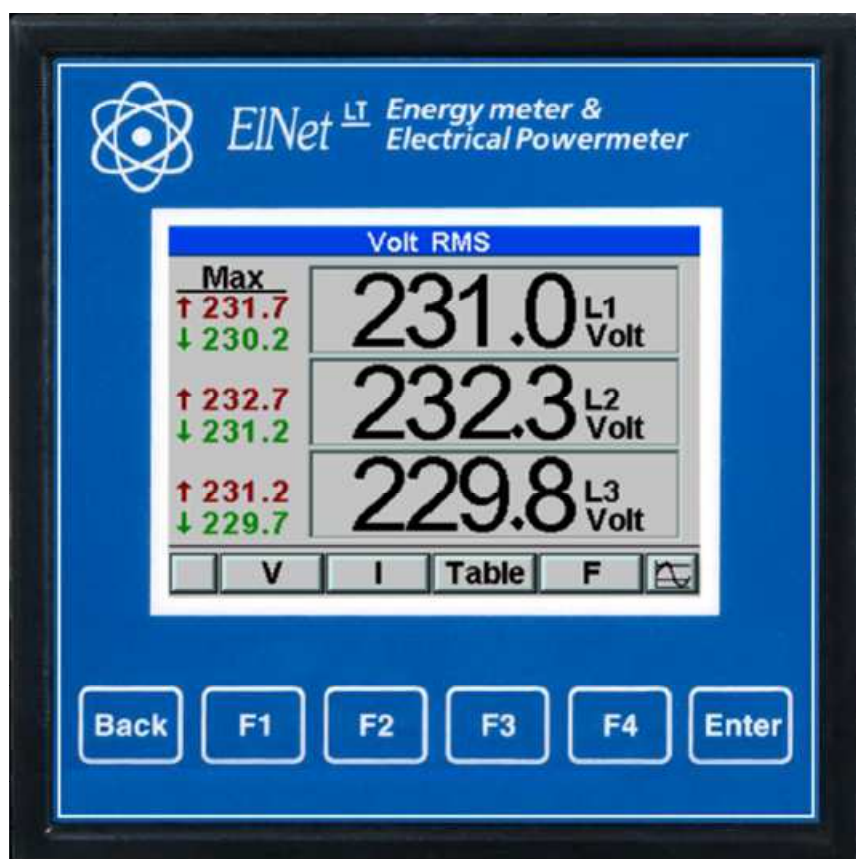 ElNet LT Energy meter &
Electrical Powermeter
Volt RMS
Max
↑ 231.7
↓ 230.2
231.0 L1
Volt
↑ 232.7
↓ 231.2
232.3 L2
Volt
↑ 231.2
↓ 229.7
229.8 L3
Volt
V I Table F
Back F1 F2 F3 F4 Enter